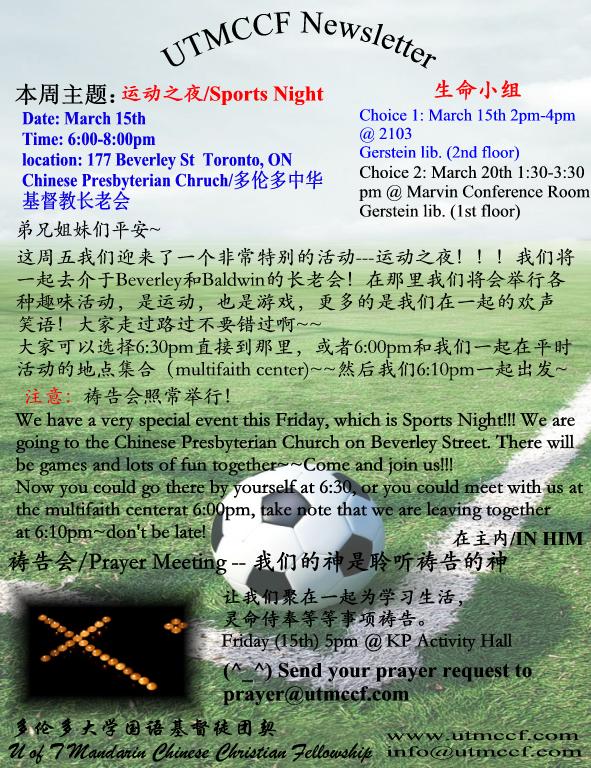 UTMCCF Newsletter
本周主题：运动之夜/Sports Night
Date: March 15th
Time: 6:00-8:00pm
location: 177 Beverley St  Toronto, ON
Chinese Presbyterian Chruch/多伦多中华
基督教长老会
生命小组
Choice 1: March 15th 2pm-4pm
@ 2103
Gerstein lib. (2nd floor)
Choice 2: March 20th 1:30-3:30
pm @ Marvin Conference Room
Gerstein lib. (1st floor)
弟兄姐妹们平安~
这周五我们迎来了一个非常特别的活动---运动之夜！！！我们将
一起去介于Beverley和Baldwin的长老会！在那里我们将会举行各
种趣味活动，是运动，也是游戏，更多的是我们在一起的欢声
笑语！大家走过路过不要错过啊~~
大家可以选择6:30pm直接到那里，或者6:00pm和我们一起在平时
活动的地点集合（multifaith center)~~然后我们6:10pm一起出发~
注意：祷告会照常举行！
We have a very special event this Friday, which is Sports Night!!! We are
going to the Chinese Presbyterian Church on Beverley Street. There will
be games and lots of fun together~~Come and join us!!!
Now you could go there by yourself at 6:30, or you could meet with us at
the multifaith centerat 6:00pm, take note that we are leaving together
at 6:10pm~don't be late!
在主内/IN HIM
祷告会/Prayer Meeting -- 我们的神是聆听祷告的神
让我们聚在一起为学习生活，
灵命侍奉等等事项祷告。
Friday (15th) 5pm @ KP Activity Hall
(^_^) Send your prayer request to
prayer@utmccf.com
多伦多大学国语基督徒团契
U of T Mandarin Chinese Christian Fellowship
www.utmccf.com
info@utmccf.com